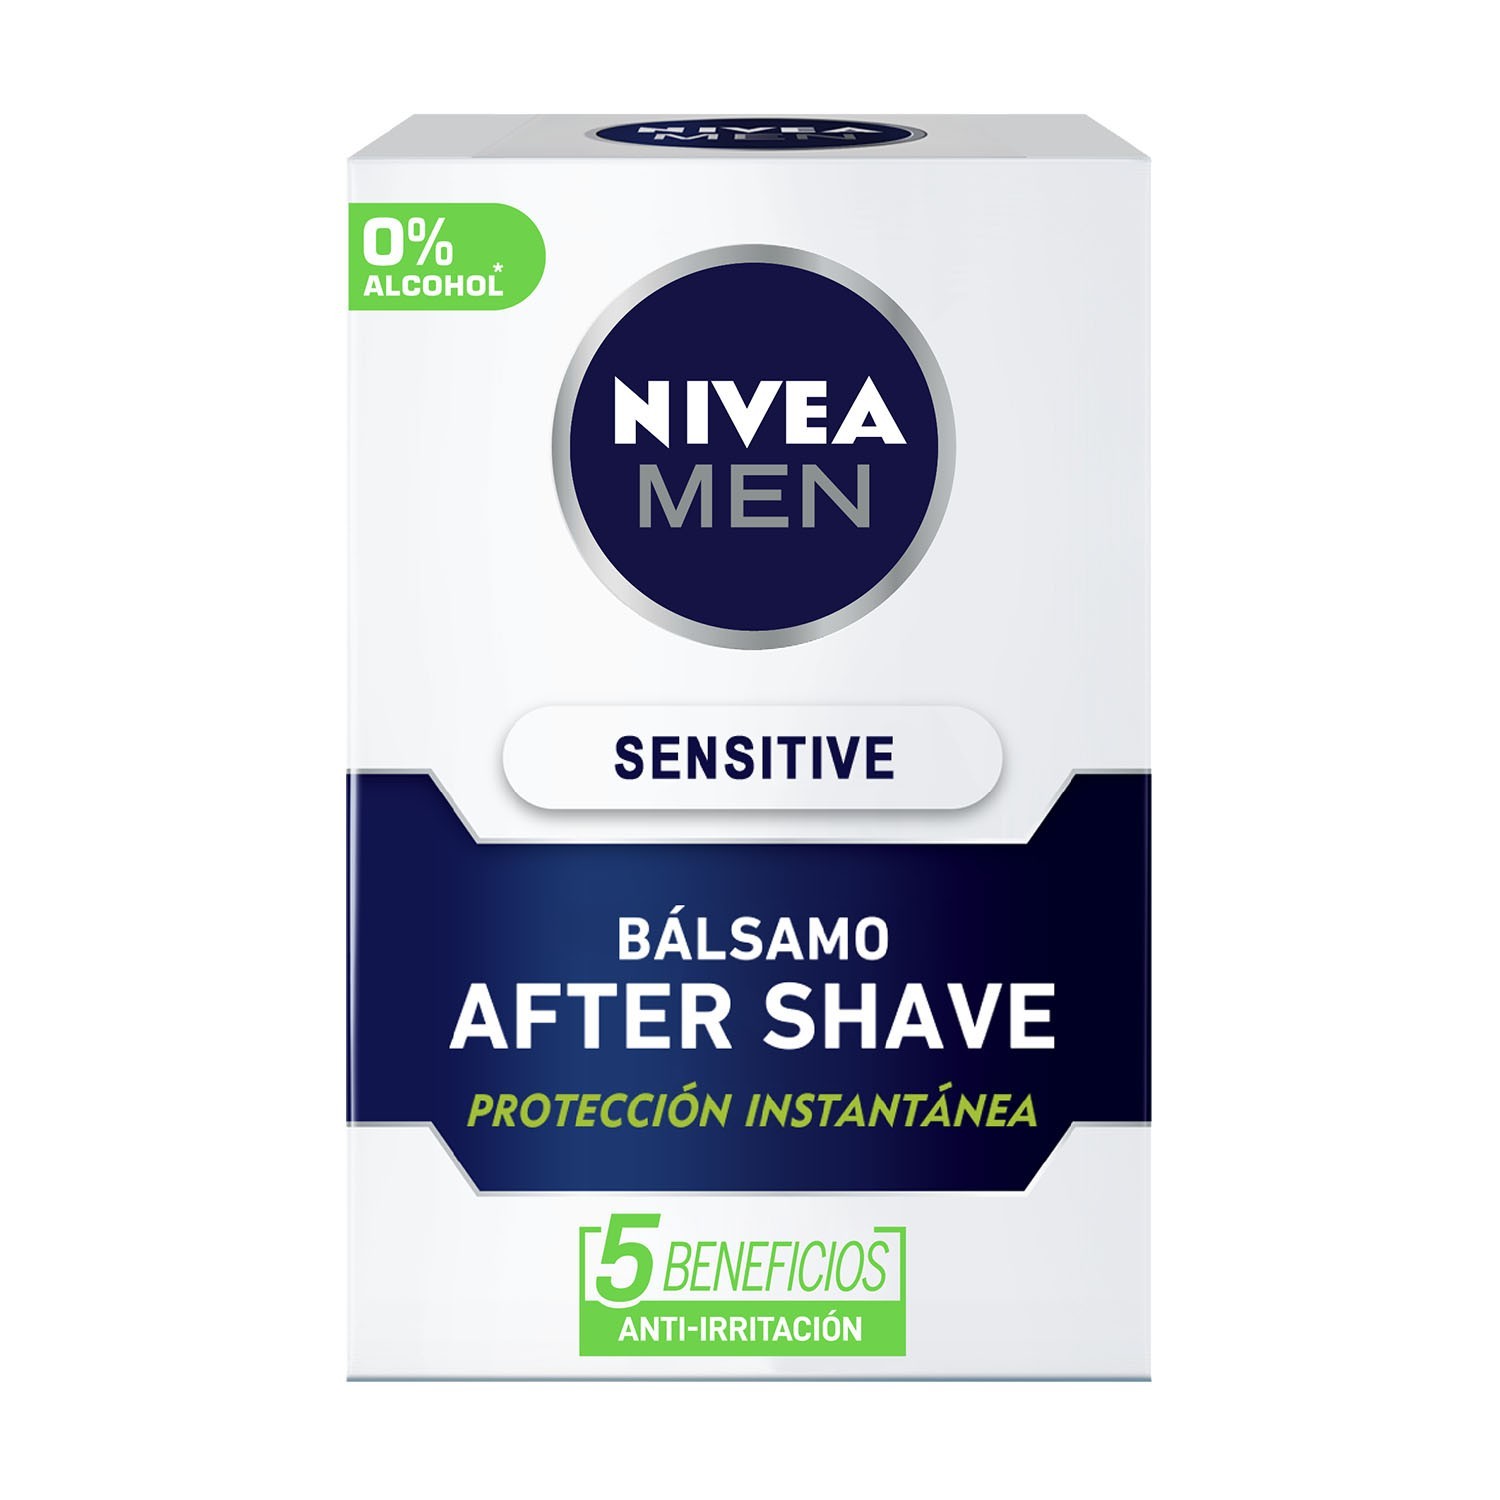 NIVEA
MEN
0%
ALCOHOL*
NIVEA
MEN
SENSITIVE
BÁLSAMO
AFTER SHAVE
PROTECCIÓN INSTANTÁNEA
5 BENEFICIOS
ANTI-IRRITACIÓN